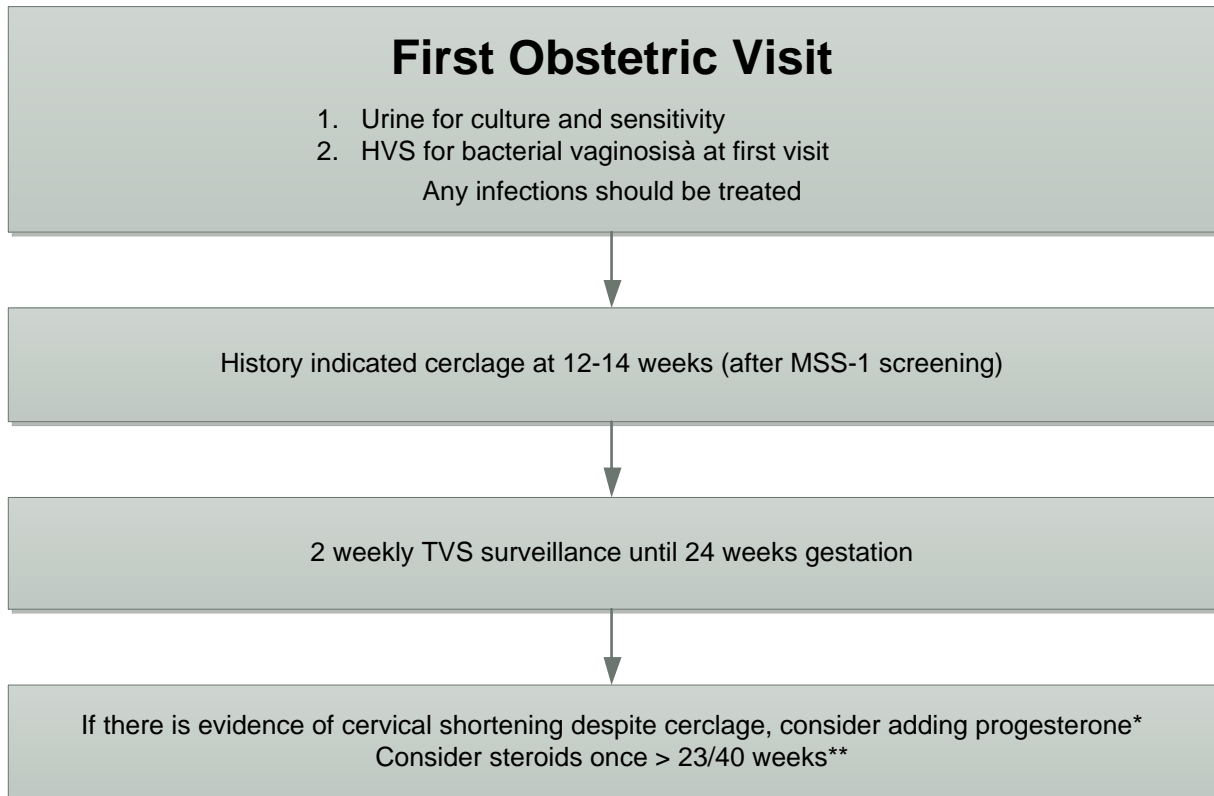 First Obstetric Visit
1. Urine for culture and sensitivity
2. HVS for bacterial vaginosisà at first visit
Any infections should be treated
History indicated cerclage at 12-14 weeks (after MSS-1 screening)
2 weekly TVS surveillance until 24 weeks gestation
If there is evidence of cervical shortening despite cerclage, consider adding progesterone*
Consider steroids once > 23/40 weeks**